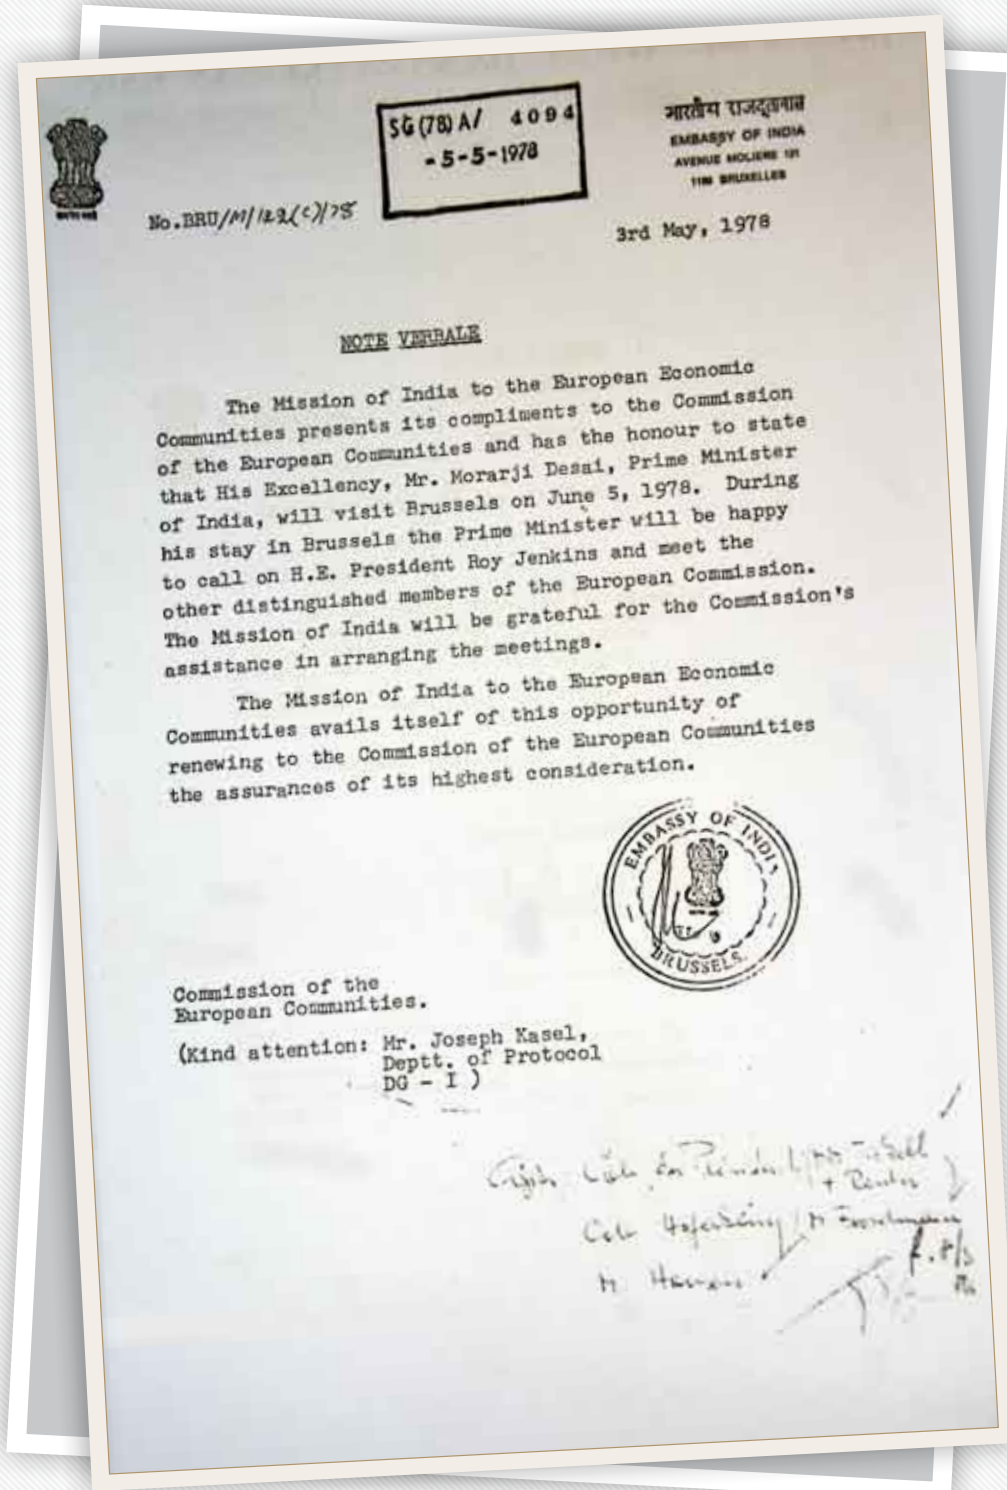 SG(78) A/ 4094
-5-5-1978
भारतीय राजदूतावास
EMBASSY OF INDIA
AVENUE MOLIERE 191
1180 BRUXELLES
No.BRU/M/122(c)/78
3rd May, 1978
NOTE VERBALE
The Mission of India to the European Economic
Communities presents its compliments to the Commission
of the European Communities and has the honour to state
that His Excellency, Mr. Morarji Desai, Prime Minister
of India, will visit Brussels on June 5, 1978. During
his stay in Brussels the Prime Minister will be happy
to call on H.E. President Roy Jenkins and meet the
other distinguished members of the European Commission.
The Mission of India will be grateful for the Commission's
assistance in arranging the meetings.
The Mission of India to the European Economic
Communities avails itself of this opportunity of
renewing to the Commission of the European Communities
the assurances of its highest consideration.
EMBASSY OF INDIA
BRUSSELS.
Commission of the
European Communities.
(Kind attention: Mr. Joseph Kasel,
Deptt. of Protocol
DG - I )